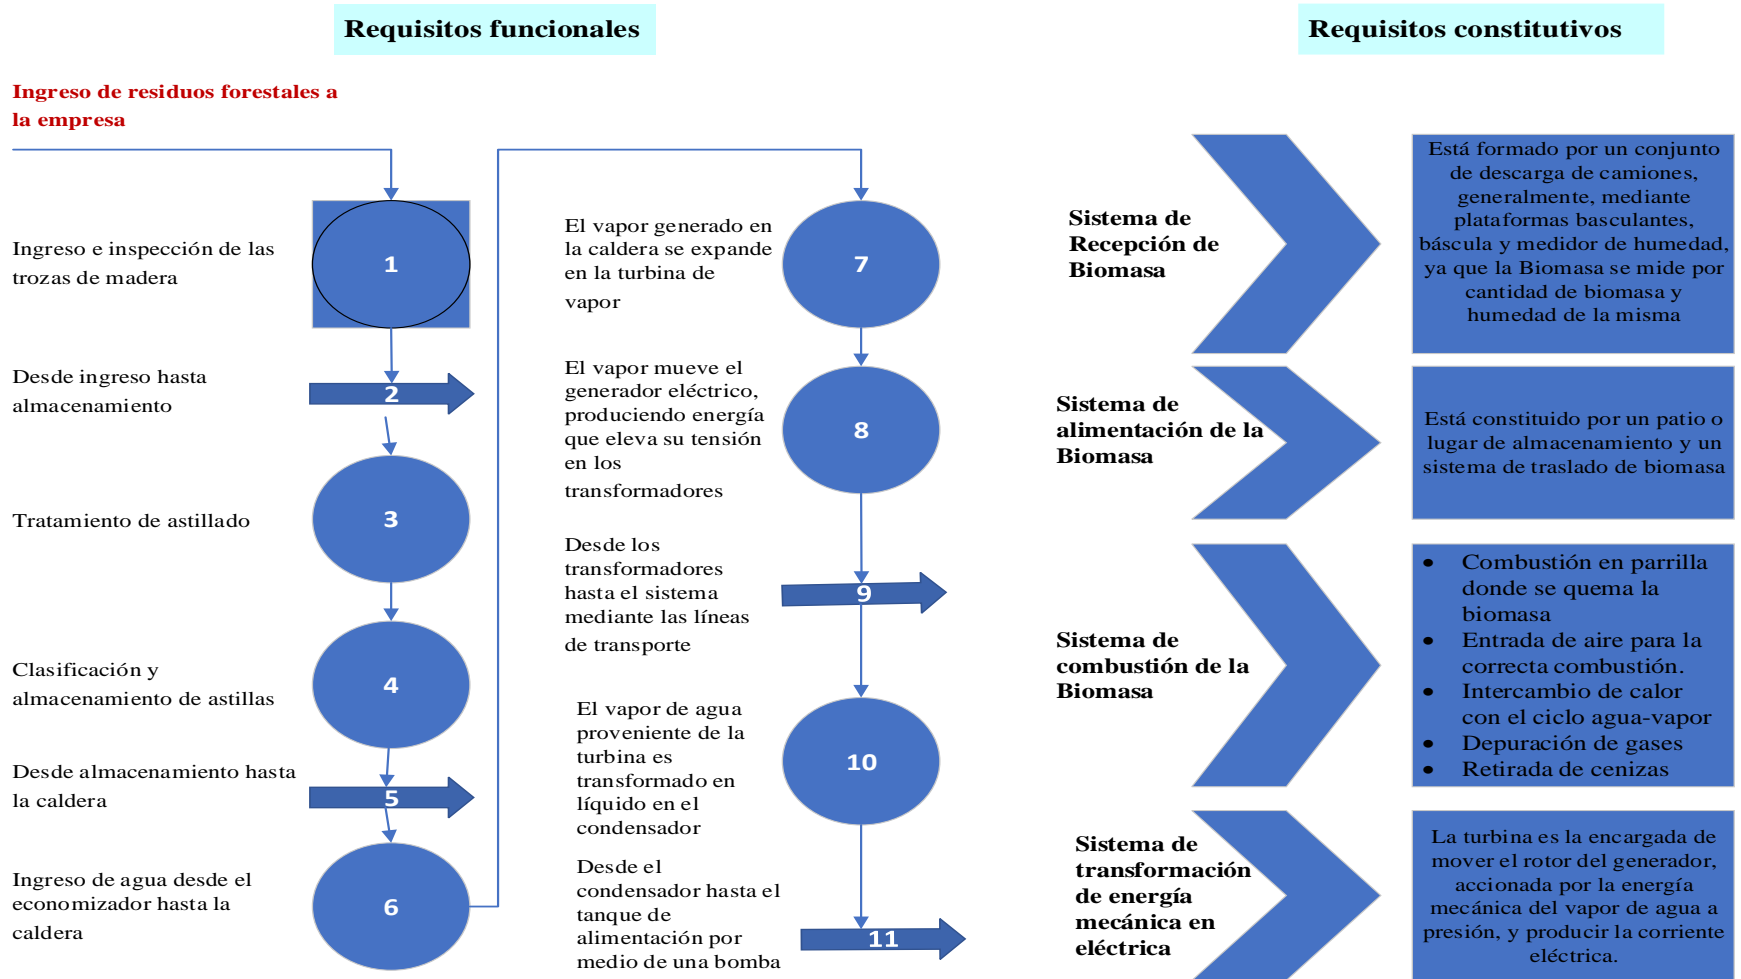 Requisitos funcionales
Ingreso de residuos forestales a
la empresa
Ingreso e inspección de las
trozas de madera
1
Desde ingreso hasta
almacenamiento
2
Tratamiento de astillado
3
Clasificación y
almacenamiento de astillas
4
Desde almacenamiento hasta
la caldera
5
Ingreso de agua desde el
economizador hasta la
caldera
6
El vapor generado en
la caldera se expande
en la turbina de
vapor
7
El vapor mueve el
generador eléctrico,
produciendo energía
que eleva su tensión
en los
transformadores
8
Desde los
transformadores
hasta el sistema
mediante las líneas
de transporte
9
El vapor de agua
proveniente de la
turbina es
transformado en
líquido en el
condensador
10
Desde el
condensador hasta el
tanque de
alimentación por
medio de una bomba
11
Requisitos constitutivos
Sistema de
Recepción de
Biomasa
Está formado por un conjunto
de descarga de camiones,
generalmente, mediante
plataformas basculantes,
báscula y medidor de humedad,
ya que la Biomasa se mide por
cantidad de biomasa y
humedad de la misma
Sistema de
alimentación de la
Biomasa
Está constituido por un patio o
lugar de almacenamiento y un
sistema de traslado de biomasa
Sistema de
combustión de la
Biomasa
• Combustión en parrilla
donde se quema la
biomasa
• Entrada de aire para la
correcta combustión.
• Intercambio de calor
con el ciclo agua-vapor
• Depuración de gases
• Retirada de cenizas
Sistema de
transformación
de energía
mecánica en
eléctrica
La turbina es la encargada de
mover el rotor del generador,
accionada por la energía
mecánica del vapor de agua a
presión, y producir la corriente
eléctrica.